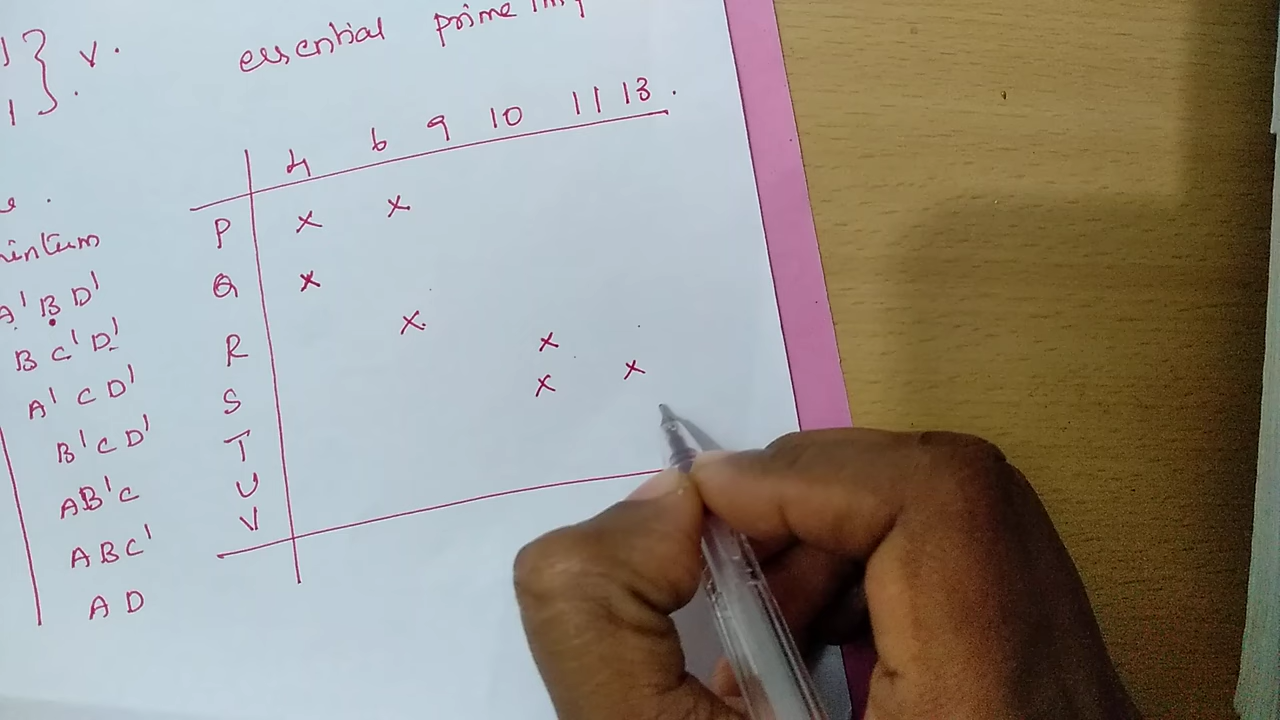 } V.
essential prime
4 6 9 10 11 13.
P x x
A'BD' Q x
BC'D' R x
A'CD' S x
B'CD' T x x
AB'C U
ABC' V
AD